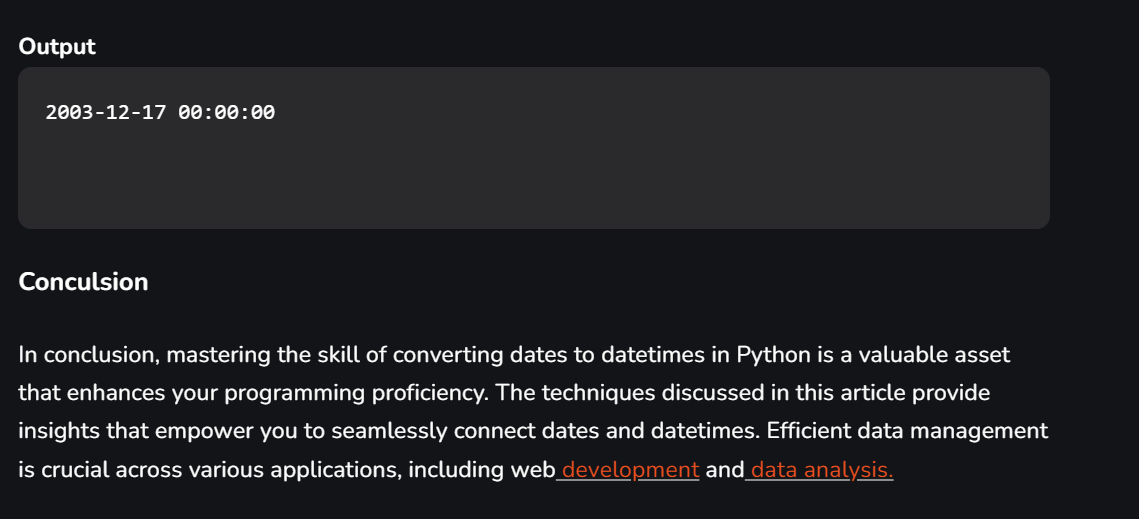 Output
2003-12-17 00:00:00
Conculsion
In conclusion, mastering the skill of converting dates to datetimes in Python is a valuable asset
that enhances your programming proficiency. The techniques discussed in this article provide
insights that empower you to seamlessly connect dates and datetimes. Efficient data management
is crucial across various applications, including web development and data analysis.